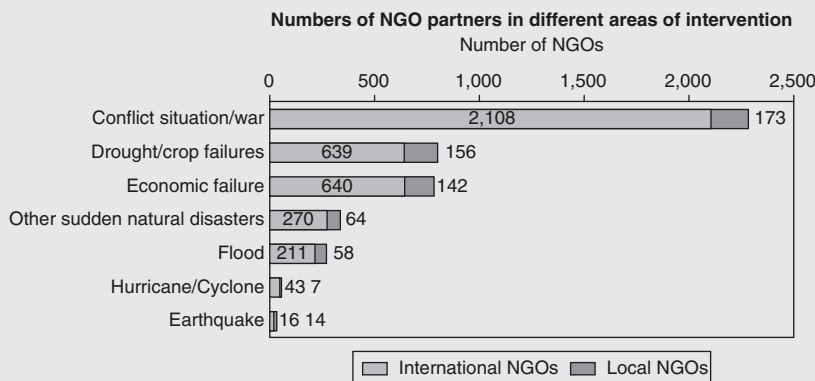 Numbers of NGO partners in different areas of intervention
Number of NGOs
0 500 1,000 1,500 2,000 2,500
Conflict situation/war 2,108 173
Drought/crop failures 639 156
Economic failure 640 142
Other sudden natural disasters 270 64
Flood 211 58
Hurricane/Cyclone 43 7
Earthquake 16 14
International NGOs Local NGOs